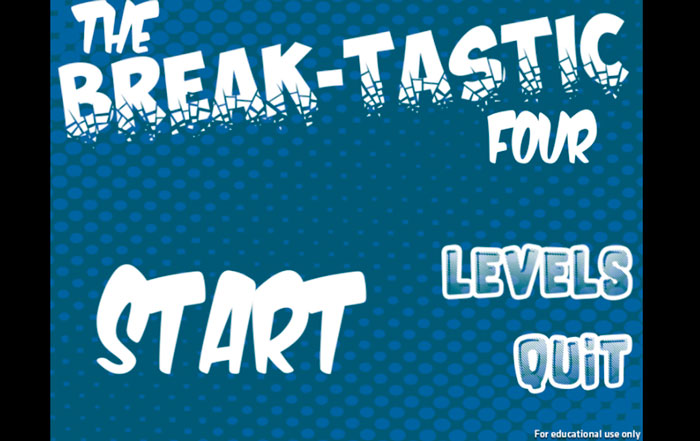 THE
BREAK-TASTIC
FOUR
START
LEVELS
QUiT
For educational use only